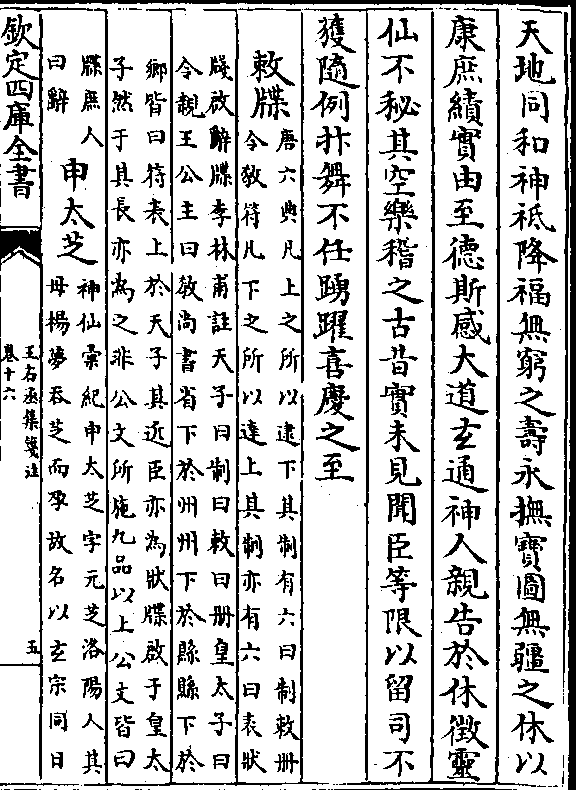 天地同和神祇降福無窮之壽永撫寶圖無疆之休以
康庶績實由至德斯感大道玄通神人親告於休徵靈
仙不秘其空樂稽之古昔實未見聞臣等限以留司不
獲隨例抃舞不任踴躍喜慶之至
敕牒
唐六典凡上之所以逮下其制有六曰制敕册
令教符凡下之所以達上其制亦有六曰表狀
牋啟辭牒李林甫註天子曰制曰敕曰册皇太子曰
令親王公主曰教尚書省下於州州下於縣縣下於
鄉皆曰符表上於天子其近臣亦為狀牋啟于皇太
子然于其長亦為之非公文所施九品以上公文皆曰
牒庶人
曰辭
申太芝
神仙彙紀申太芝字元芝洛陽人其
母楊夢吞芝而孕故名以玄宗同日
欽定四庫全書
王右丞集箋注
卷十六
五